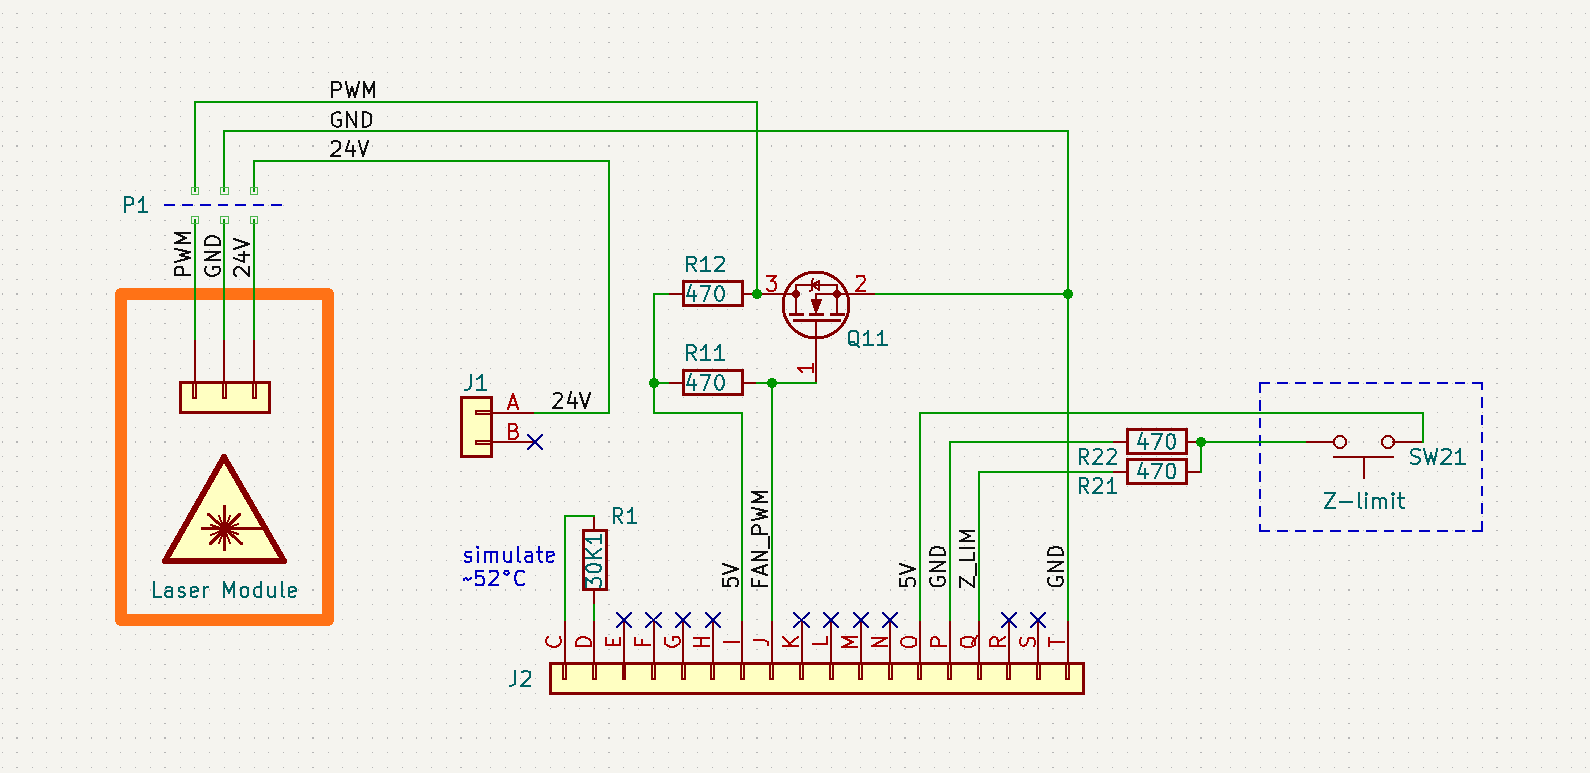 PWM
GND
24V
P1
PWM
GND
24V
R12
470
3
2
Q11
R11
470
1
J1
A
24V
B
470
R22
470
R21
SW21
Z-limit
R1
30K1
simulate
~52°C
5V
FAN_PWM
5V
GND
Z_LIM
GND
Laser Module
C
D
E
F
G
H
I
J
K
L
M
N
O
P
Q
R
S
T
J2